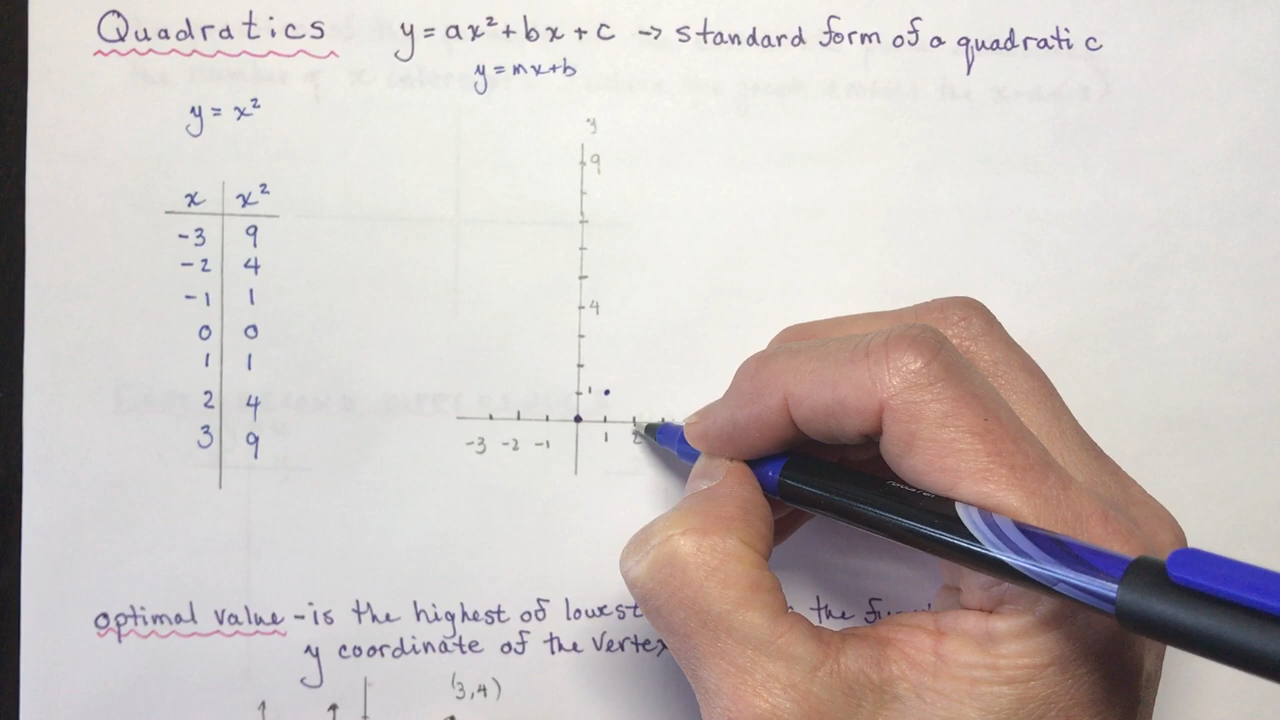 Quadratics y = ax² + bx + c → standard form of a quadratic
y = mx + b
y = x²
x x²
-3 9
-2 4
-1 1
0 0
1 1
2 4
3 9
y
9
4
1
-3 -2 -1 1 2
optimal value - is the highest of lowest the
y coordinate of the vertex
(3,4)